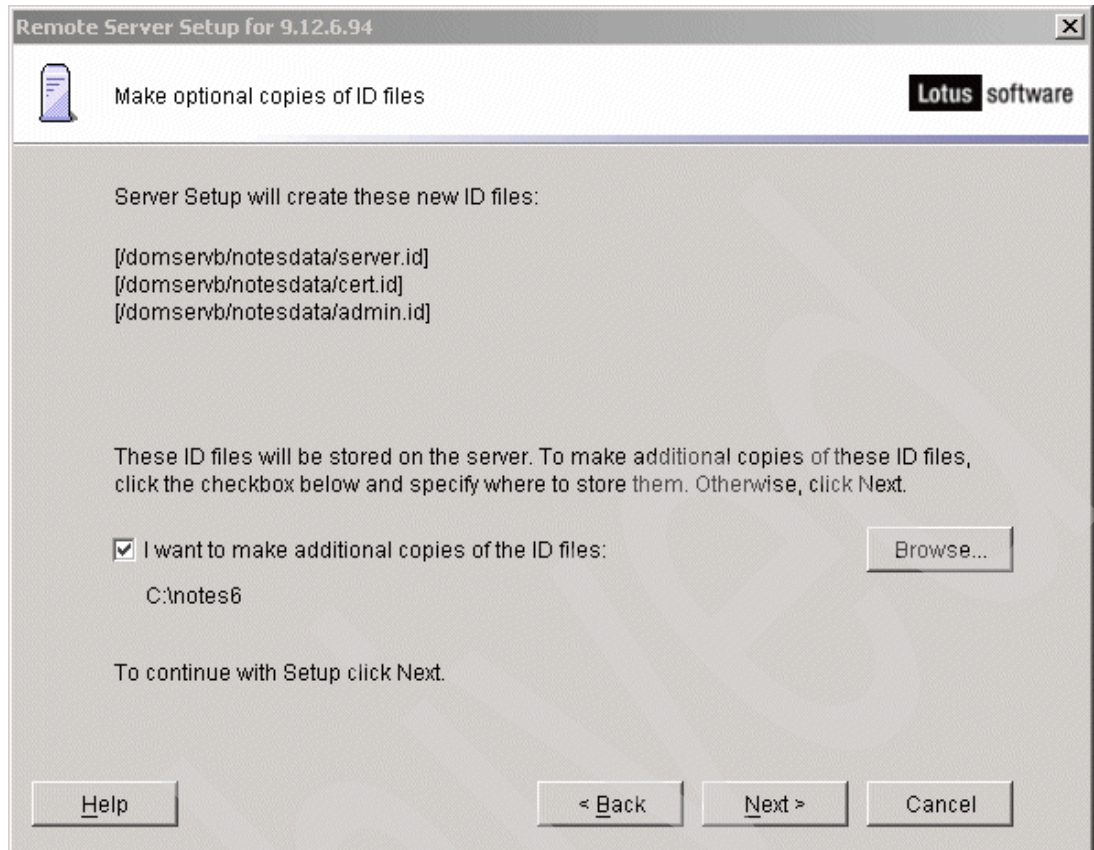 Remote Server Setup for 9.12.6.94
Make optional copies of ID files
Lotus software
Server Setup will create these new ID files:
[/domservb/notesdata/server.id]
[/domservb/notesdata/cert.id]
[/domservb/notesdata/admin.id]
These ID files will be stored on the server. To make additional copies of these ID files,
click the checkbox below and specify where to store them. Otherwise, click Next.
I want to make additional copies of the ID files:
Browse...
C:\notes6
To continue with Setup click Next.
Help
< Back
Next >
Cancel